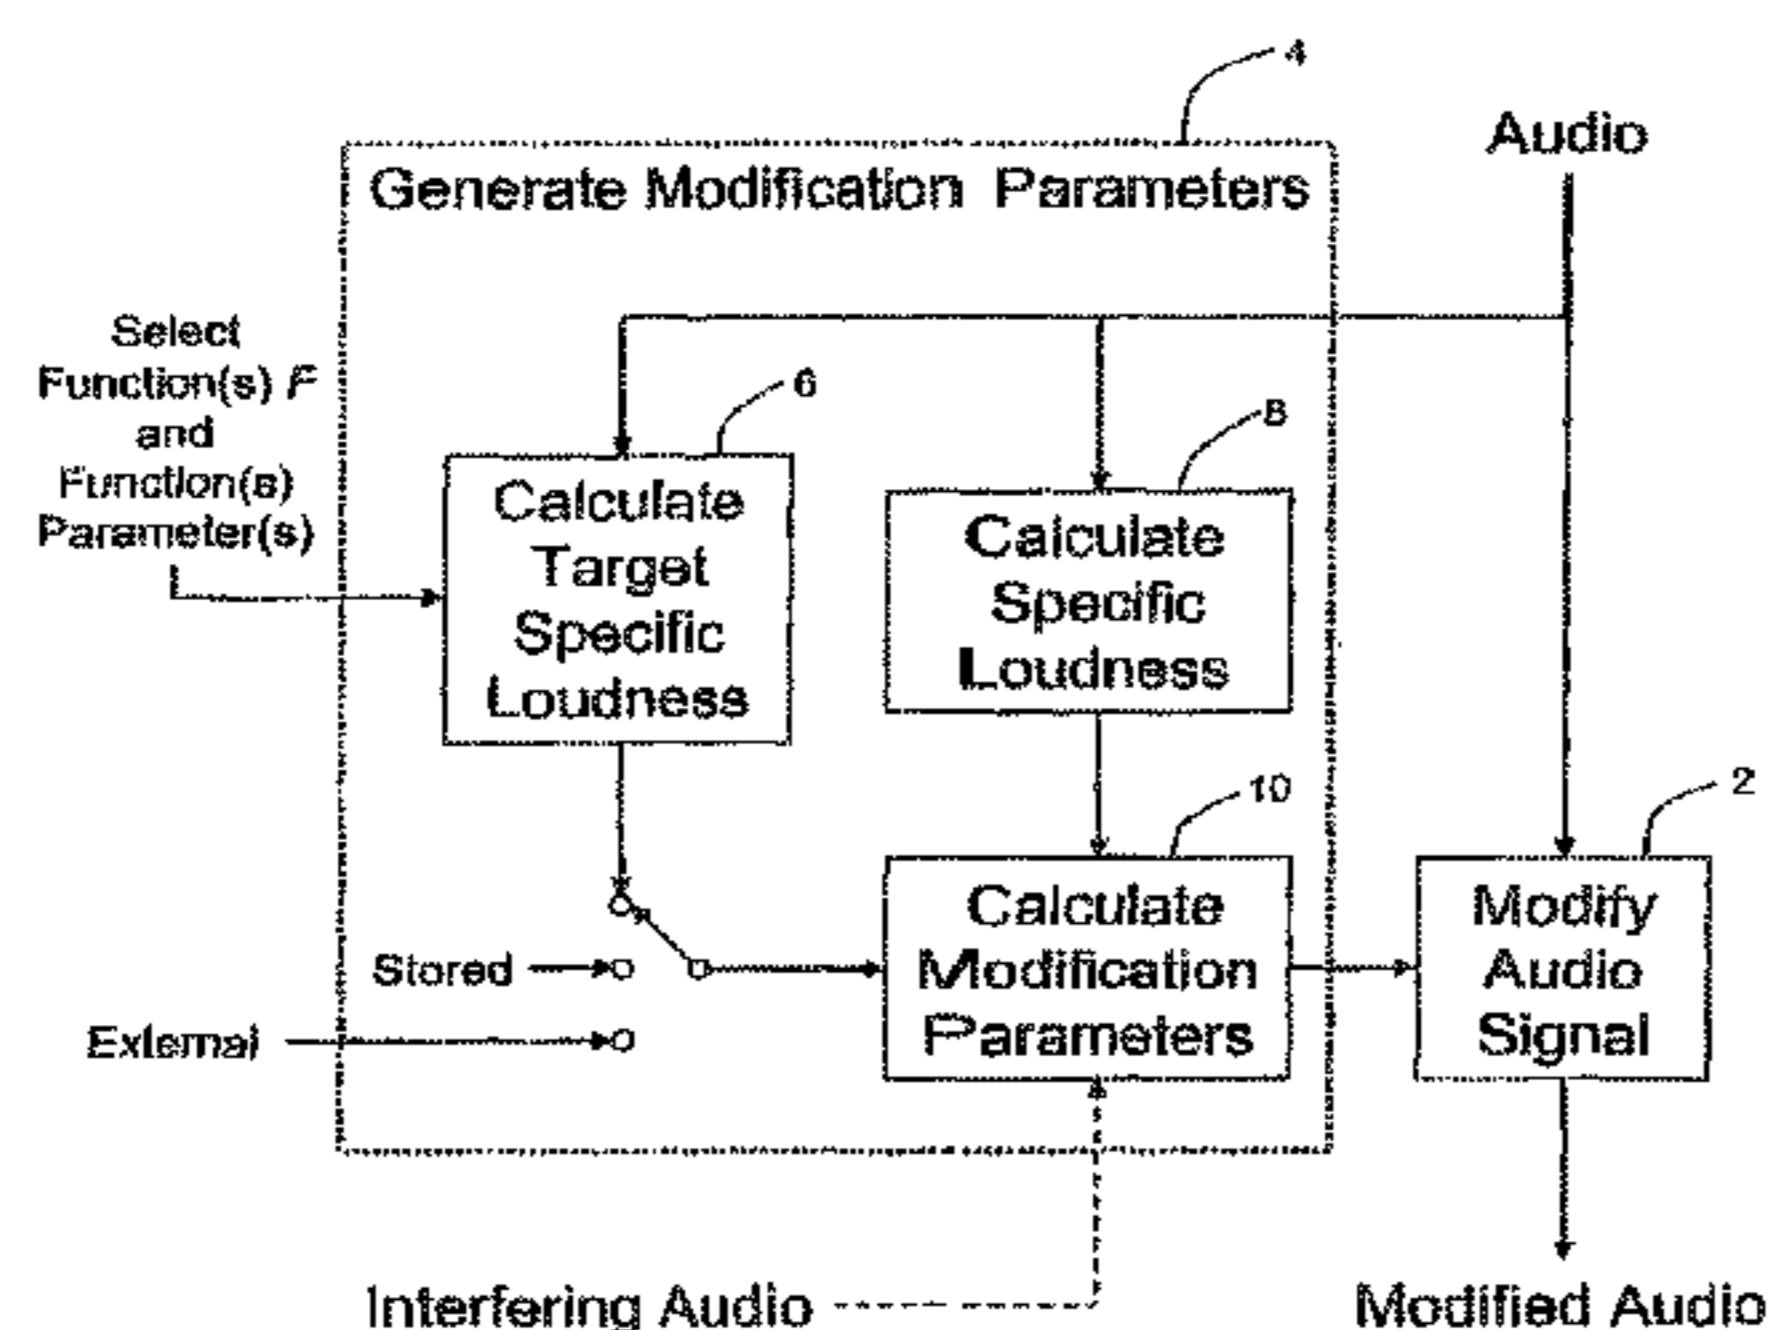 4
Audio
Generate Modification Parameters
Select
Function(s) F
and
Function(s)
Parameter(s)
6
8
Calculate
Target
Specific
Loudness
Calculate
Specific
Loudness
10
2
Calculate
Modification
Parameters
Modify
Audio
Signal
Stored
External
Interfering Audio
Modified Audio